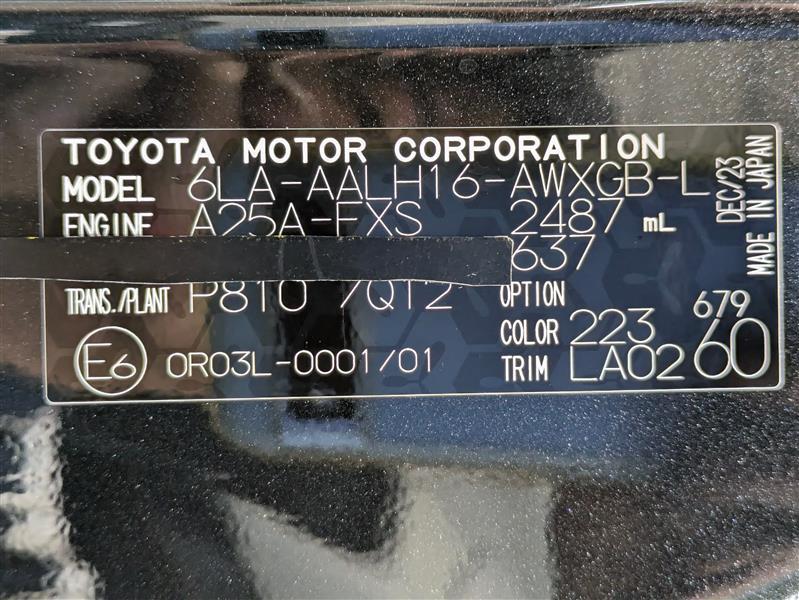 TOYOTA MOTOR CORPORATION
MODEL 6LA-AALH16-AWXGB-L
ENGINE A25A-FXS 2487 mL
637
TRANS./PLANT P810 7Q12 OPTION
679
COLOR 223
E6 0R03L-0001/01
TRIM LA02 60
DEC/23
MADE IN JAPAN